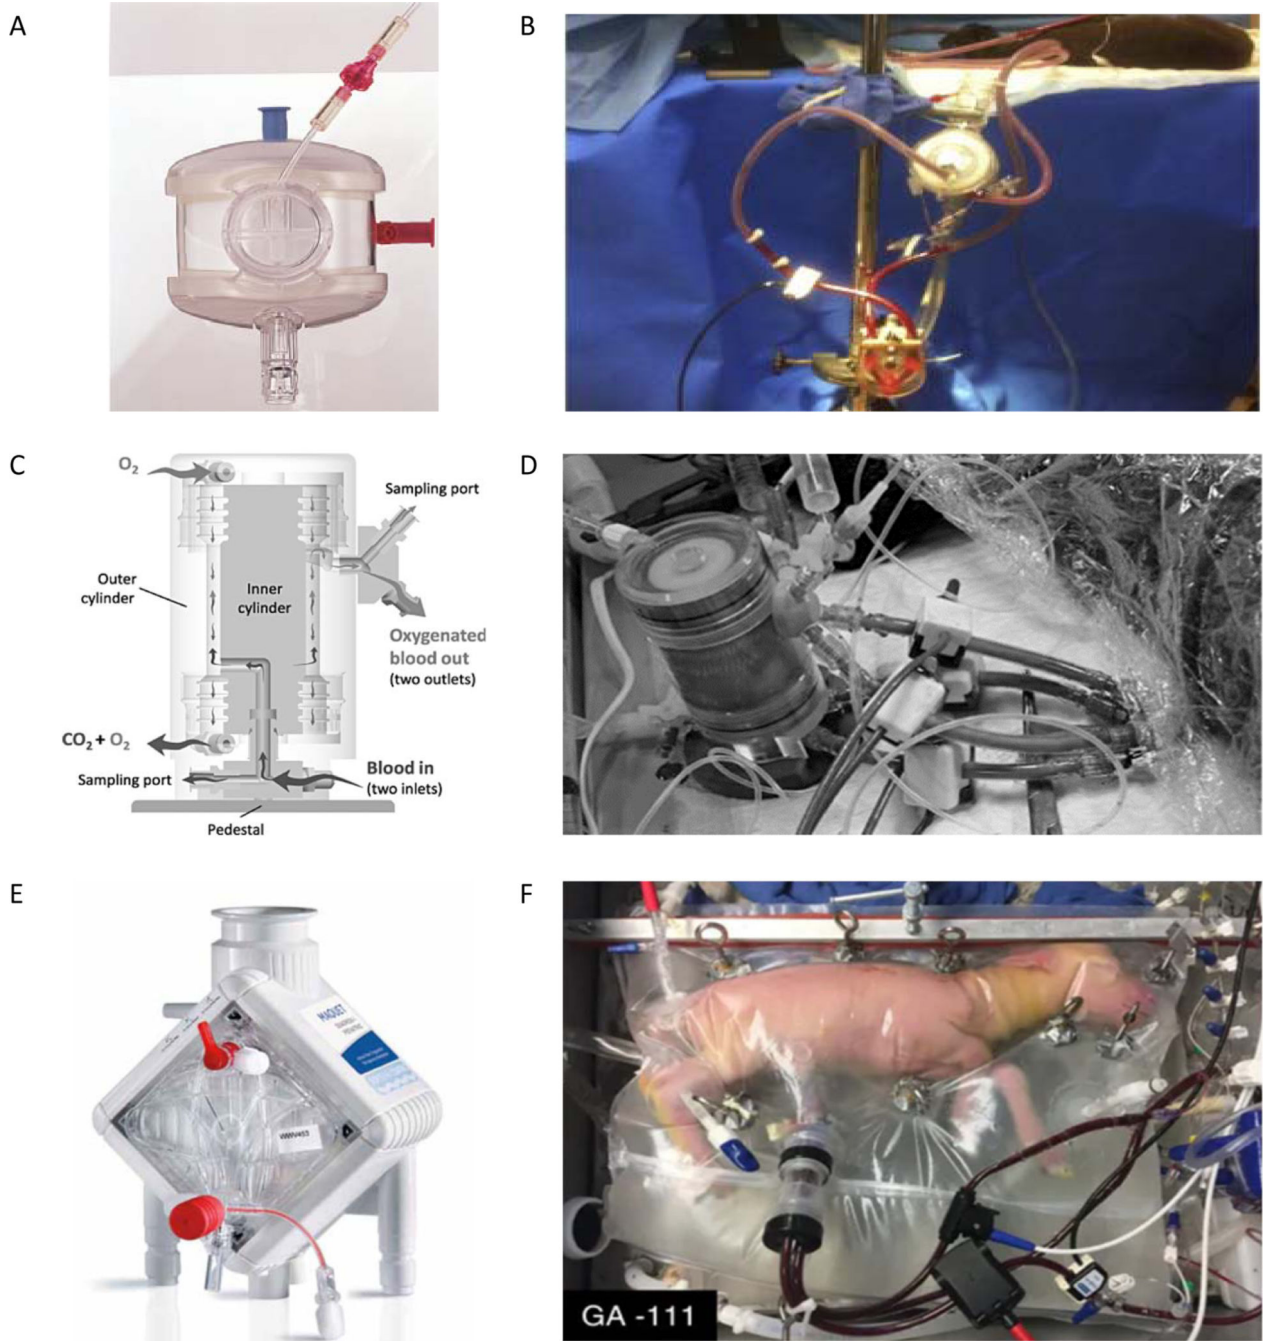 A
B
C
D
O2
Sampling port
Outer
cylinder
Inner
cylinder
Oxygenated
blood out
(two outlets)
CO2 + O2
Sampling port
Blood in
(two inlets)
Pedestal
E
F
MAQUET
WWV453
GA -111